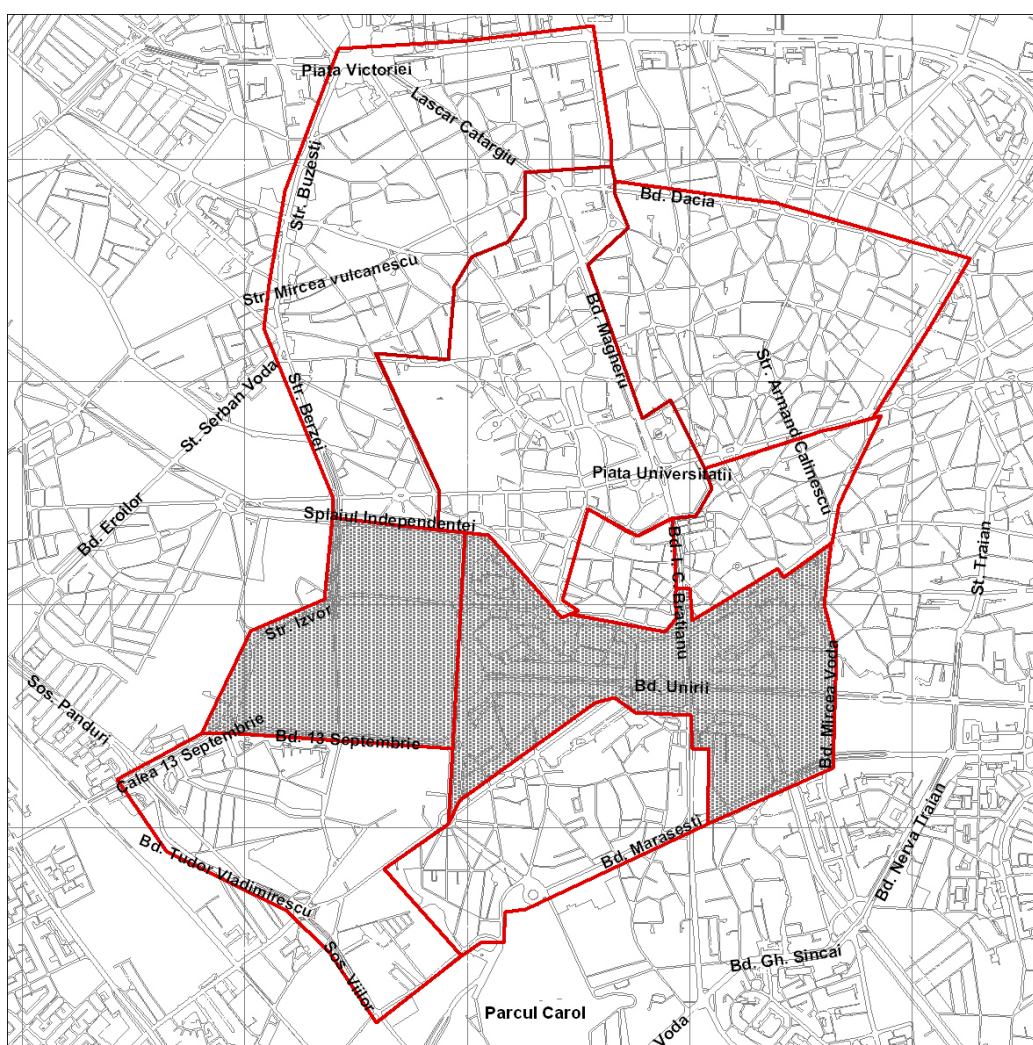 Piata Victoriei
Lascar Catargiu
Str. Buzesti
Bd. Dacia
Str. Mircea vulcanescu
Bd. Magheru
St. Serban Voda
Str. Berzei
Str. Armand Calinescu
Piata Universitatii
Bd. Eroilor
Splaiul Independentei
St. Traian
Bd. I. C. Bratianu
Str. Izvor
Bd. Unirii
Bd. Mircea Voda
Sos. Panduri
Calea 13 Septembrie
Bd. 13 Septembrie
Bd. Marasesti
Bd. Tudor Vladimirescu
Bd. Nerva Traian
Sos. Viilor
Bd. Gh. Sincai
Parcul Carol
Voda